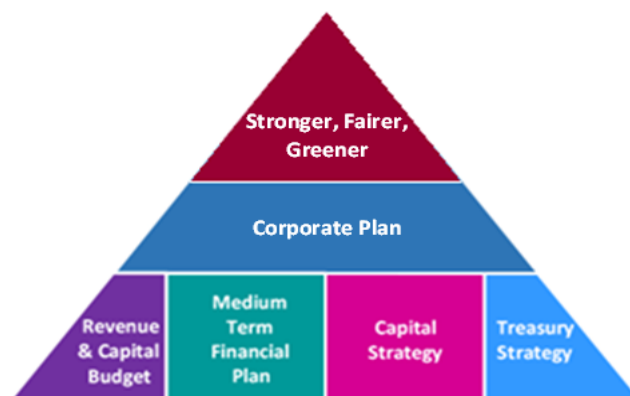 Stronger, Fairer,
Greener
Corporate Plan
Revenue
& Capital
Budget
Medium
Term
Financial
Plan
Capital
Strategy
Treasury
Strategy